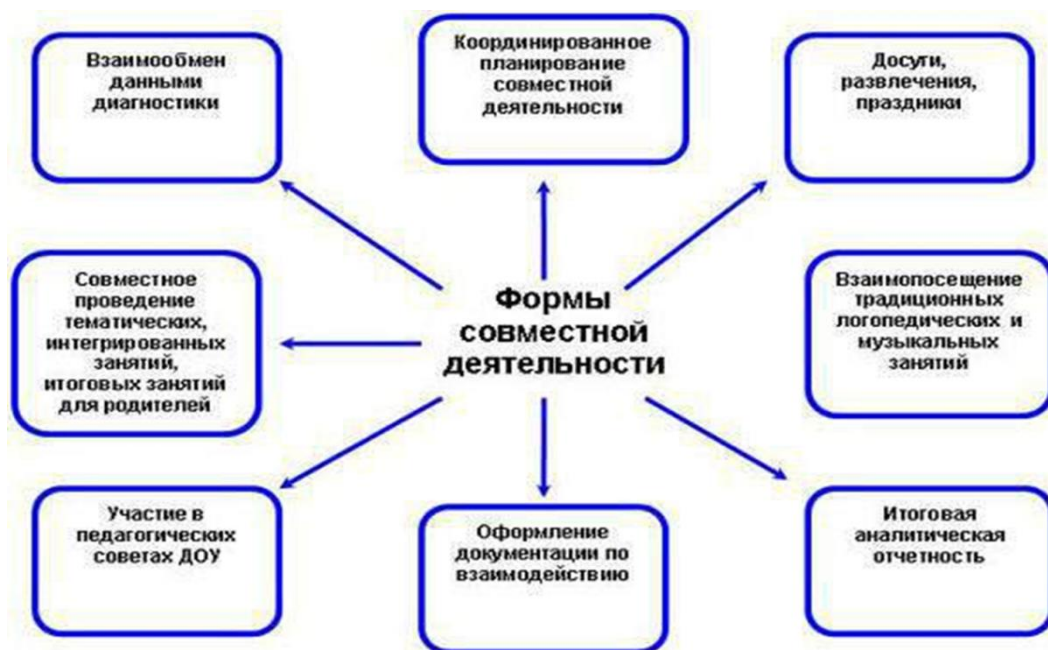 Взаимообмен
данными
диагностики
Координированное
планирование
совместной
деятельности
Досуги,
развлечения,
праздники
Совместное
проведение
тематических,
интегрированных
занятий,
итоговых занятий
для родителей
Формы
совместной
деятельности
Взаимопосещение
традиционных
логопедических и
музыкальных
занятий
Участие в
педагогических
советах ДОУ
Оформление
документации по
взаимодействию
Итоговая
аналитическая
отчетность